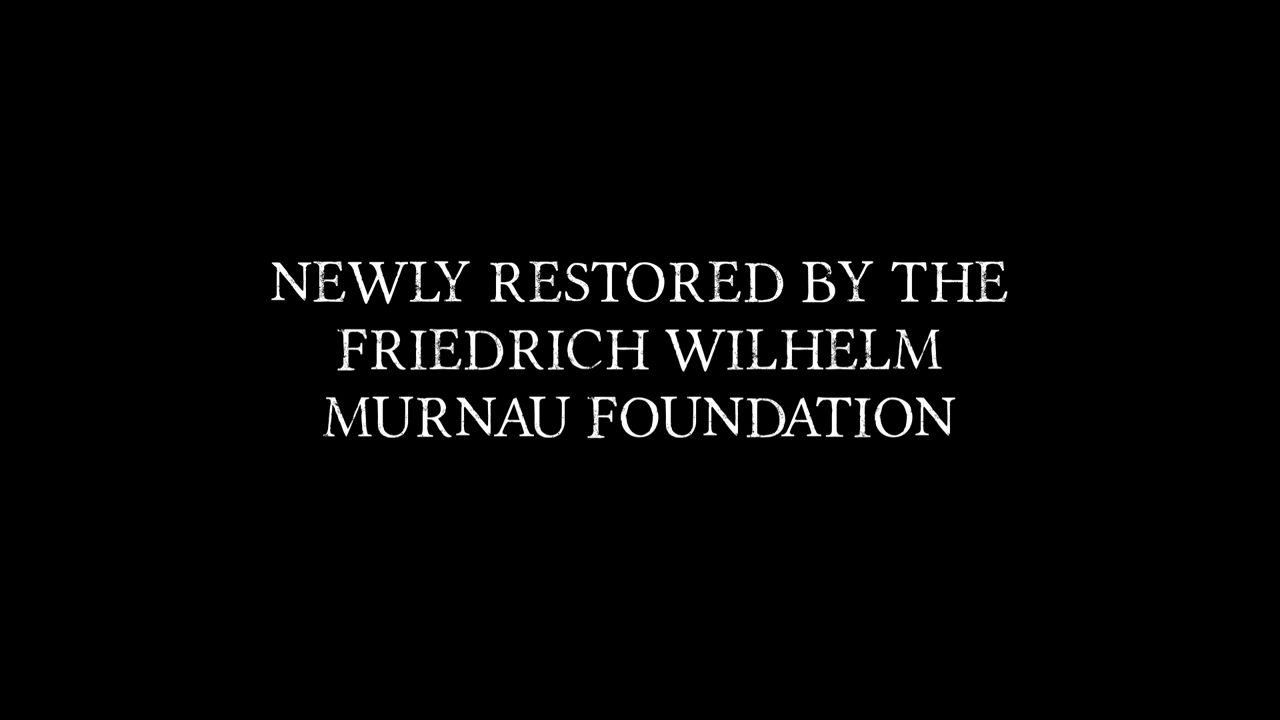 NEWLY RESTORED BY THE
FRIEDRICH WILHELM
MURNAU FOUNDATION